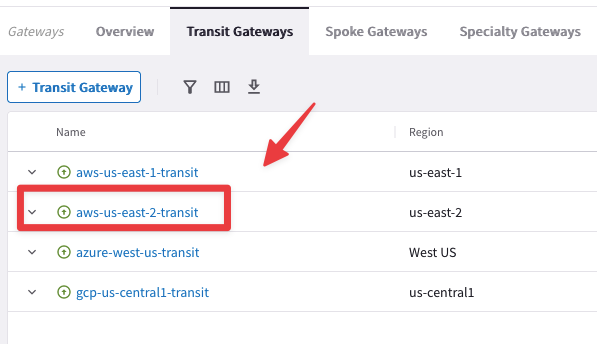 Gateways Overview Transit Gateways Spoke Gateways Specialty Gateways
+ Transit Gateway
Name Region
aws-us-east-1-transit us-east-1
aws-us-east-2-transit us-east-2
azure-west-us-transit West US
gcp-us-central1-transit us-central1